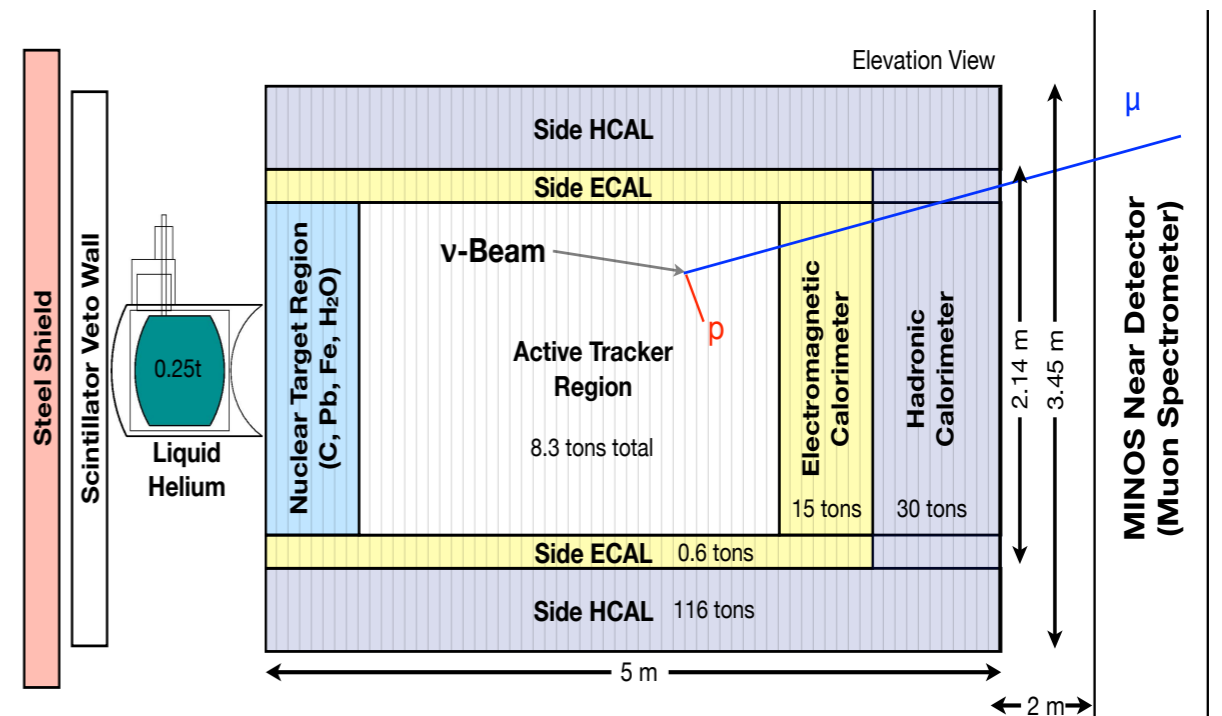 Elevation View
Steel Shield
Scintillator Veto Wall
0.25t
Liquid
Helium
Side HCAL
Side ECAL
Nuclear Target Region
(C, Pb, Fe, H₂O)
ν-Beam
p
μ
Active Tracker
Region
8.3 tons total
Electromagnetic
Calorimeter
15 tons
Hadronic
Calorimeter
30 tons
Side ECAL 0.6 tons
Side HCAL 116 tons
2.14 m
3.45 m
MINOS Near Detector
(Muon Spectrometer)
5 m
2 m